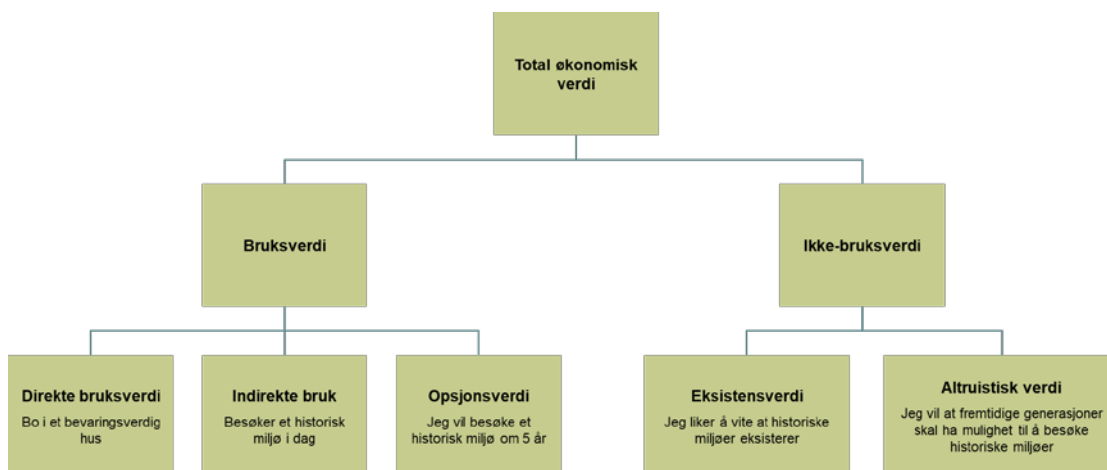 Total økonomisk
verdi
Bruksverdi
Ikke-bruksverdi
Direkte bruksverdi
Bo i et bevaringsverdig
hus
Indirekte bruk
Besøker et historisk
miljø i dag
Opsjonsverdi
Jeg vil besøke et
historisk miljø om 5 år
Eksistensverdi
Jeg liker å vite at historiske
miljøer eksisterer
Altruistisk verdi
Jeg vil at fremtidige generasjoner
skal ha mulighet til å besøke
historiske miljøer